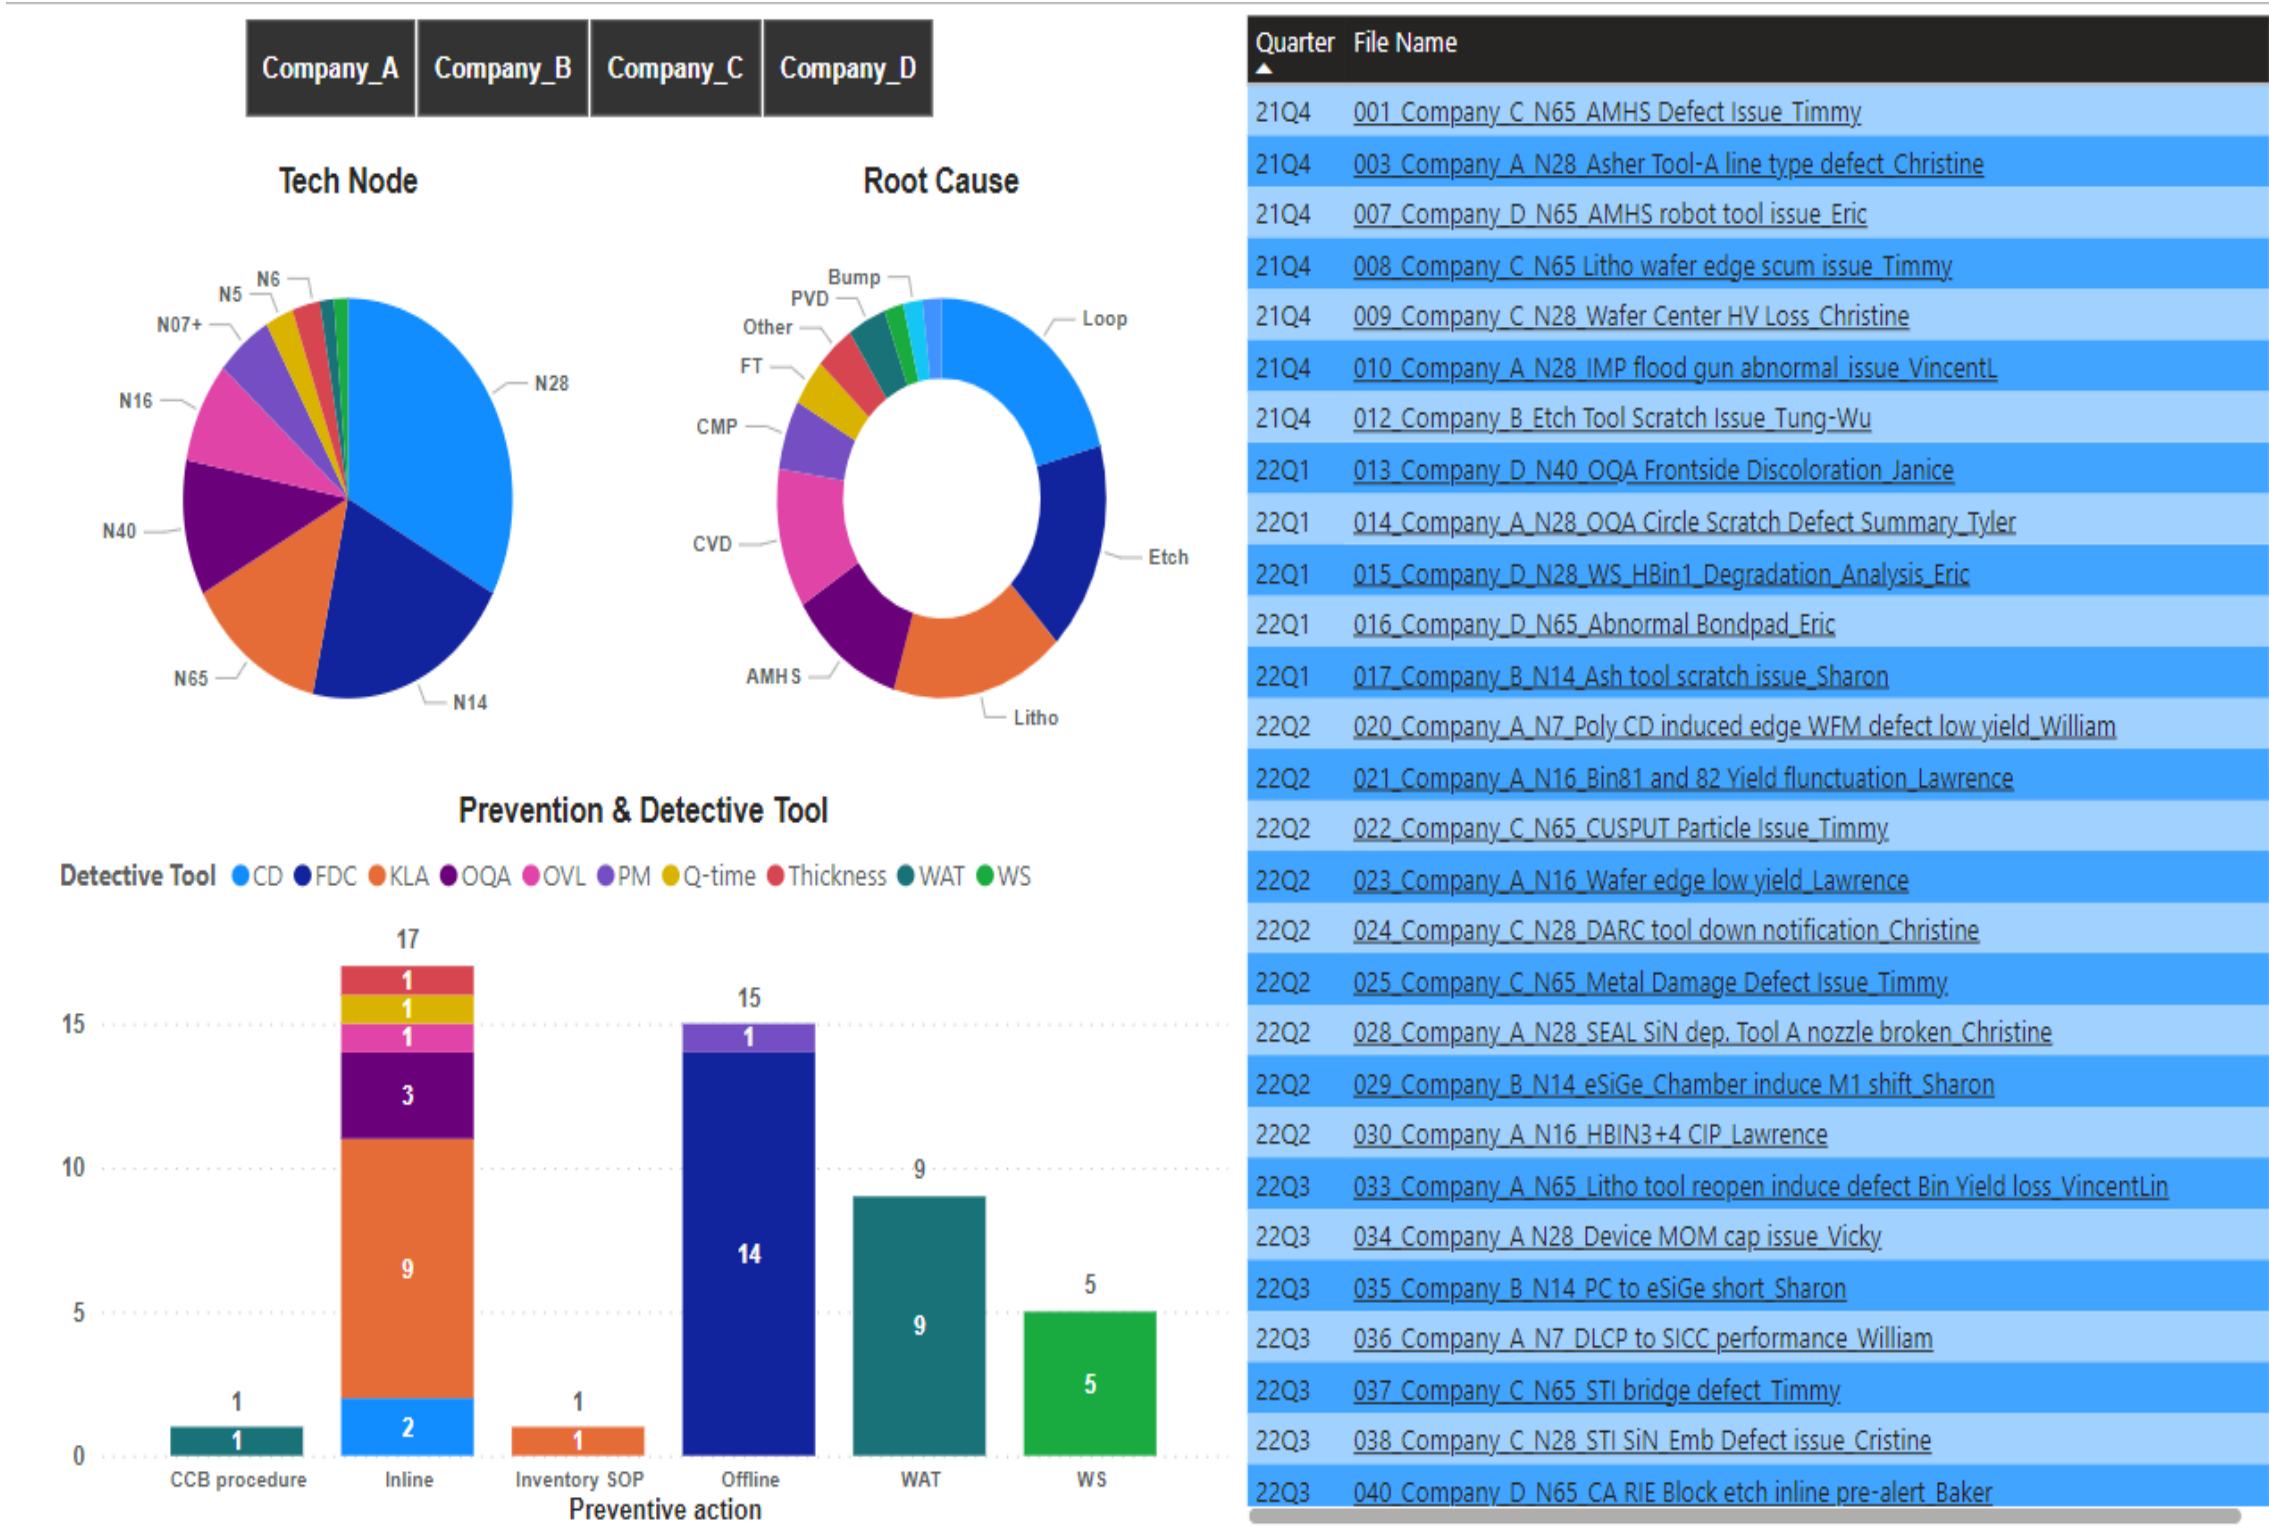 Company_A Company_B Company_C Company_D
Tech Node
N6
N5
N07+
N16
N40
N65
N14
N28
Root Cause
Bump
PVD
Other
FT
CMP
CVD
AMHS
Litho
Etch
Loop
Prevention & Detective Tool
Detective Tool CD FDC KLA OQA OVL PM Q-time Thickness WAT WS
15
10
5
0
1
1
17
1
1
1
3
9
2
1
1
15
1
14
9
9
5
5
CCB procedure Inline Inventory SOP Offline WAT WS
Preventive action
Quarter File Name
21Q4 001_Company_C_N65_AMHS Defect Issue_Timmy
21Q4 003_Company_A_N28_Asher Tool-A line type defect_Christine
21Q4 007_Company_D_N65_AMHS robot tool issue_Eric
21Q4 008_Company_C_N65 Litho wafer edge scum issue_Timmy
21Q4 009_Company_C_N28_Wafer Center HV Loss_Christine
21Q4 010_Company_A_N28_IMP flood gun abnormal_issue_VincentL
21Q4 012_Company_B_Etch Tool Scratch Issue_Tung-Wu
22Q1 013_Company_D_N40_OQA Frontside Discoloration_Janice
22Q1 014_Company_A_N28_OQA Circle Scratch Defect Summary_Tyler
22Q1 015_Company_D_N28_WS_HBin1_Degradation_Analysis_Eric
22Q1 016_Company_D_N65_Abnormal Bondpad_Eric
22Q1 017_Company_B_N14_Ash tool scratch issue_Sharon
22Q2 020_Company_A_N7_Poly CD induced edge WFM defect low yield_William
22Q2 021_Company_A_N16_Bin81 and 82 Yield flunctuation_Lawrence
22Q2 022_Company_C_N65_CUSPUT Particle Issue_Timmy
22Q2 023_Company_A_N16_Wafer edge low yield_Lawrence
22Q2 024_Company_C_N28_DARC tool down notification_Christine
22Q2 025_Company_C_N65_Metal Damage Defect Issue_Timmy
22Q2 028_Company_A_N28_SEAL SiN dep. Tool A nozzle broken_Christine
22Q2 029_Company_B_N14_eSiGe_Chamber induce M1 shift_Sharon
22Q2 030_Company_A_N16_HBIN3+4 CIP_Lawrence
22Q3 033_Company_A_N65_Litho tool reopen induce defect Bin Yield loss_VincentLin
22Q3 034_Company_A N28_Device MOM cap issue_Vicky
22Q3 035_Company_B_N14_PC to eSiGe short_Sharon
22Q3 036_Company_A_N7_DLCP to SICC performance_William
22Q3 037_Company_C_N65_STI bridge defect_Timmy
22Q3 038_Company_C_N28_STI SiN_Emb Defect issue_Cristine
22Q3 040_Company_D_N65_CA RIE Block etch inline pre-alert_Baker